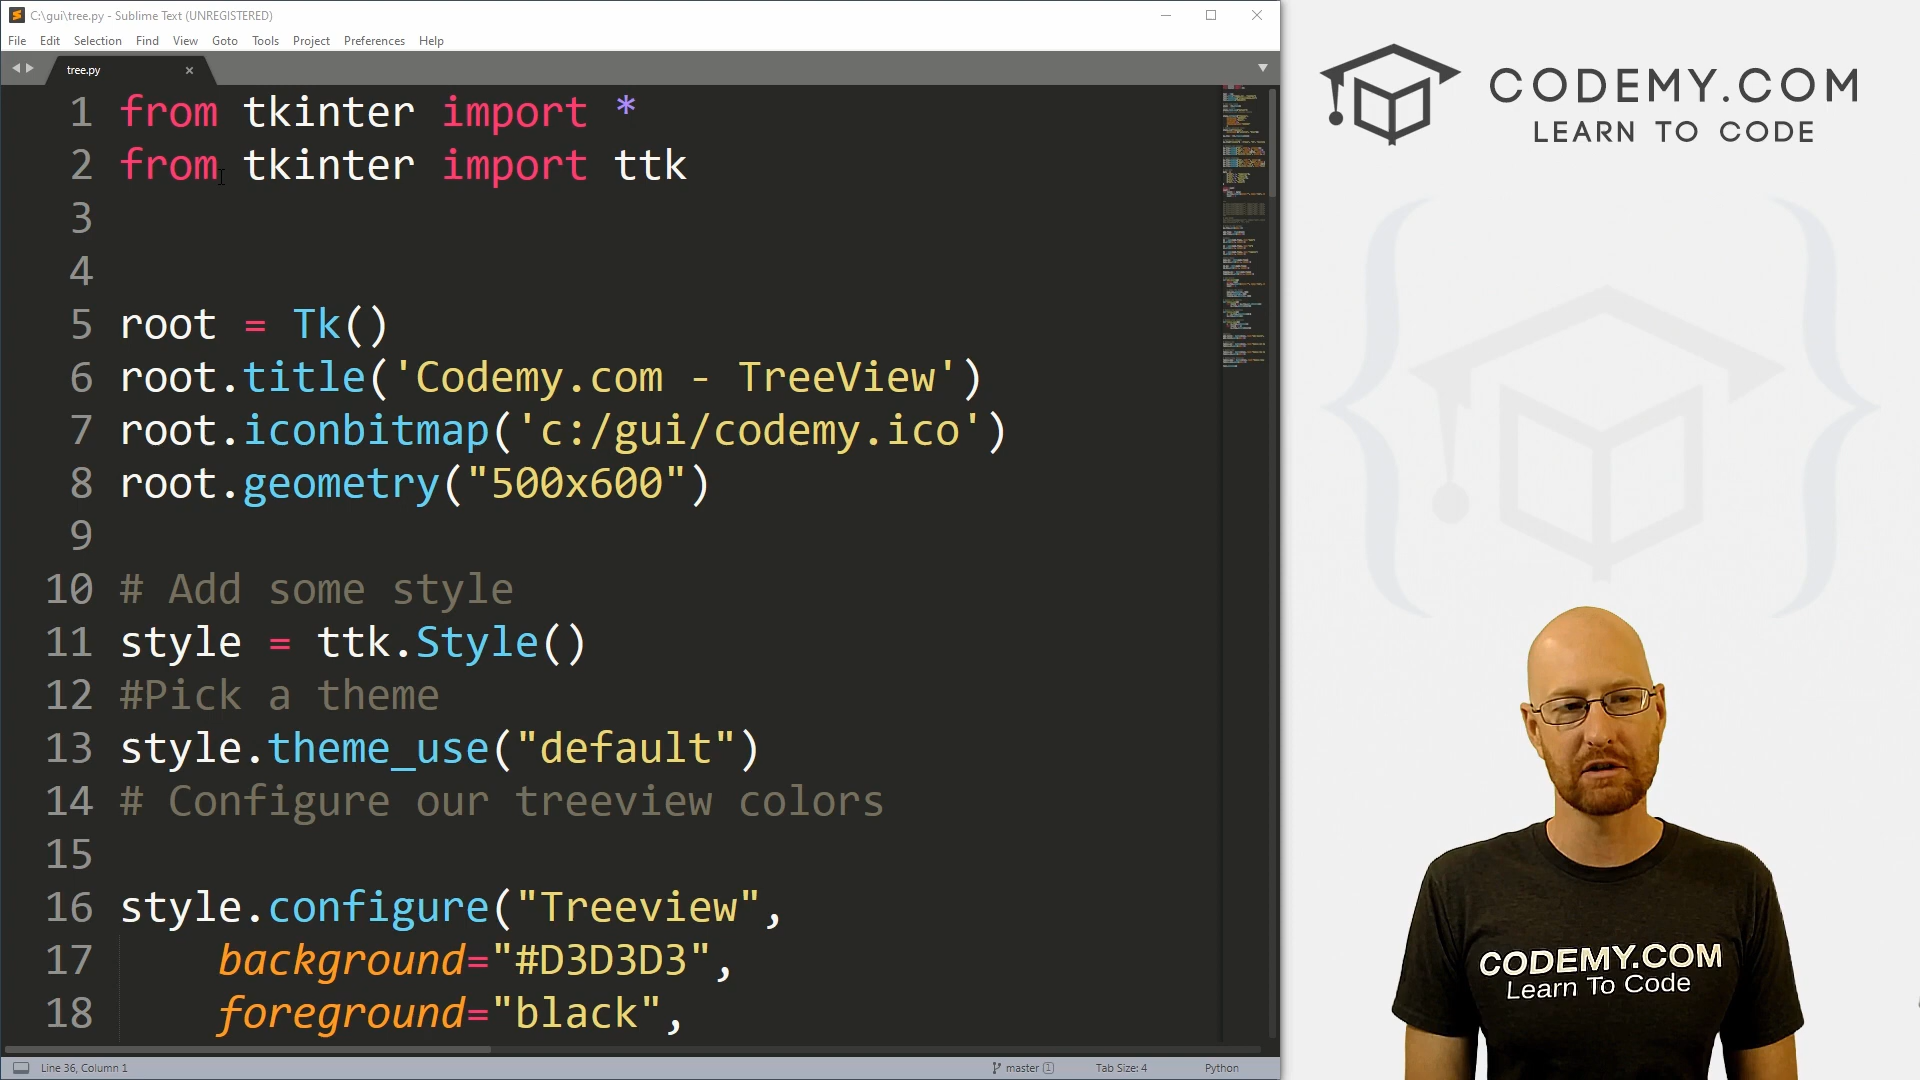 C:\gui\tree.py - Sublime Text (UNREGISTERED)
File Edit Selection Find View Goto Tools Project Preferences Help
tree.py
1 from tkinter import *
2 from tkinter import ttk
3
4
5 root = Tk()
6 root.title('Codemy.com - TreeView')
7 root.iconbitmap('c:/gui/codemy.ico')
8 root.geometry("500x600")
9
10 # Add some style
11 style = ttk.Style()
12 #Pick a theme
13 style.theme_use("default")
14 # Configure our treeview colors
15
16 style.configure("Treeview",
17 background="#D3D3D3",
18 foreground="black",
Line 36, Column 1
master 1
Tab Size: 4
Python
CODEMY.COM
LEARN TO CODE
CODEMY.COM
Learn To Code